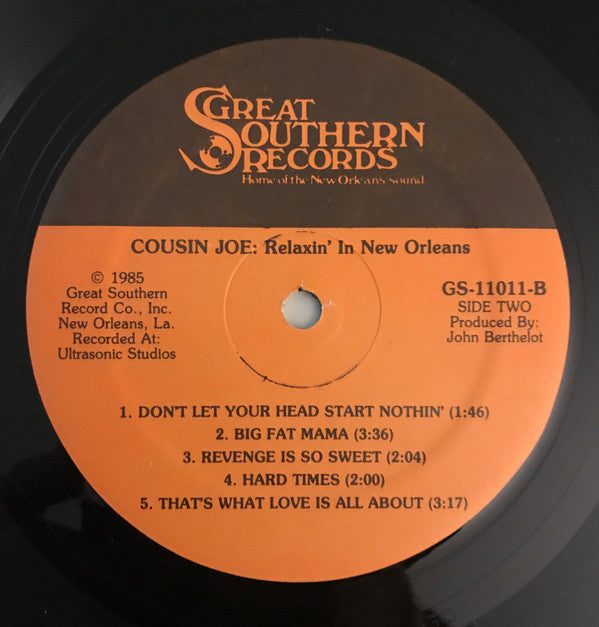 GREAT
SOUTHERN
RECORDS
Home of the New Orleans sound.
COUSIN JOE: Relaxin' In New Orleans
© 1985
Great Southern
Record Co., Inc.
New Orleans, La.
Recorded At:
Ultrasonic Studios
GS-11011-B
SIDE TWO
Produced By:
John Berthelot
1. DON'T LET YOUR HEAD START NOTHIN' (1:46)
2. BIG FAT MAMA (3:36)
3. REVENGE IS SO SWEET (2:04)
4. HARD TIMES (2:00)
5. THAT'S WHAT LOVE IS ALL ABOUT (3:17)